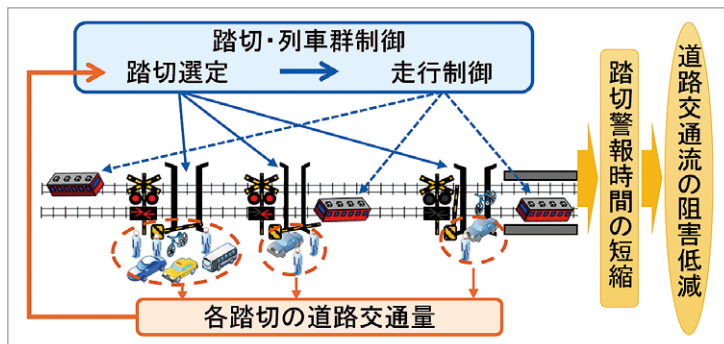 踏切・列車群制御
踏切選定
走行制御
各踏切の道路交通量
踏切警報時間の短縮
道路交通流の阻害低減